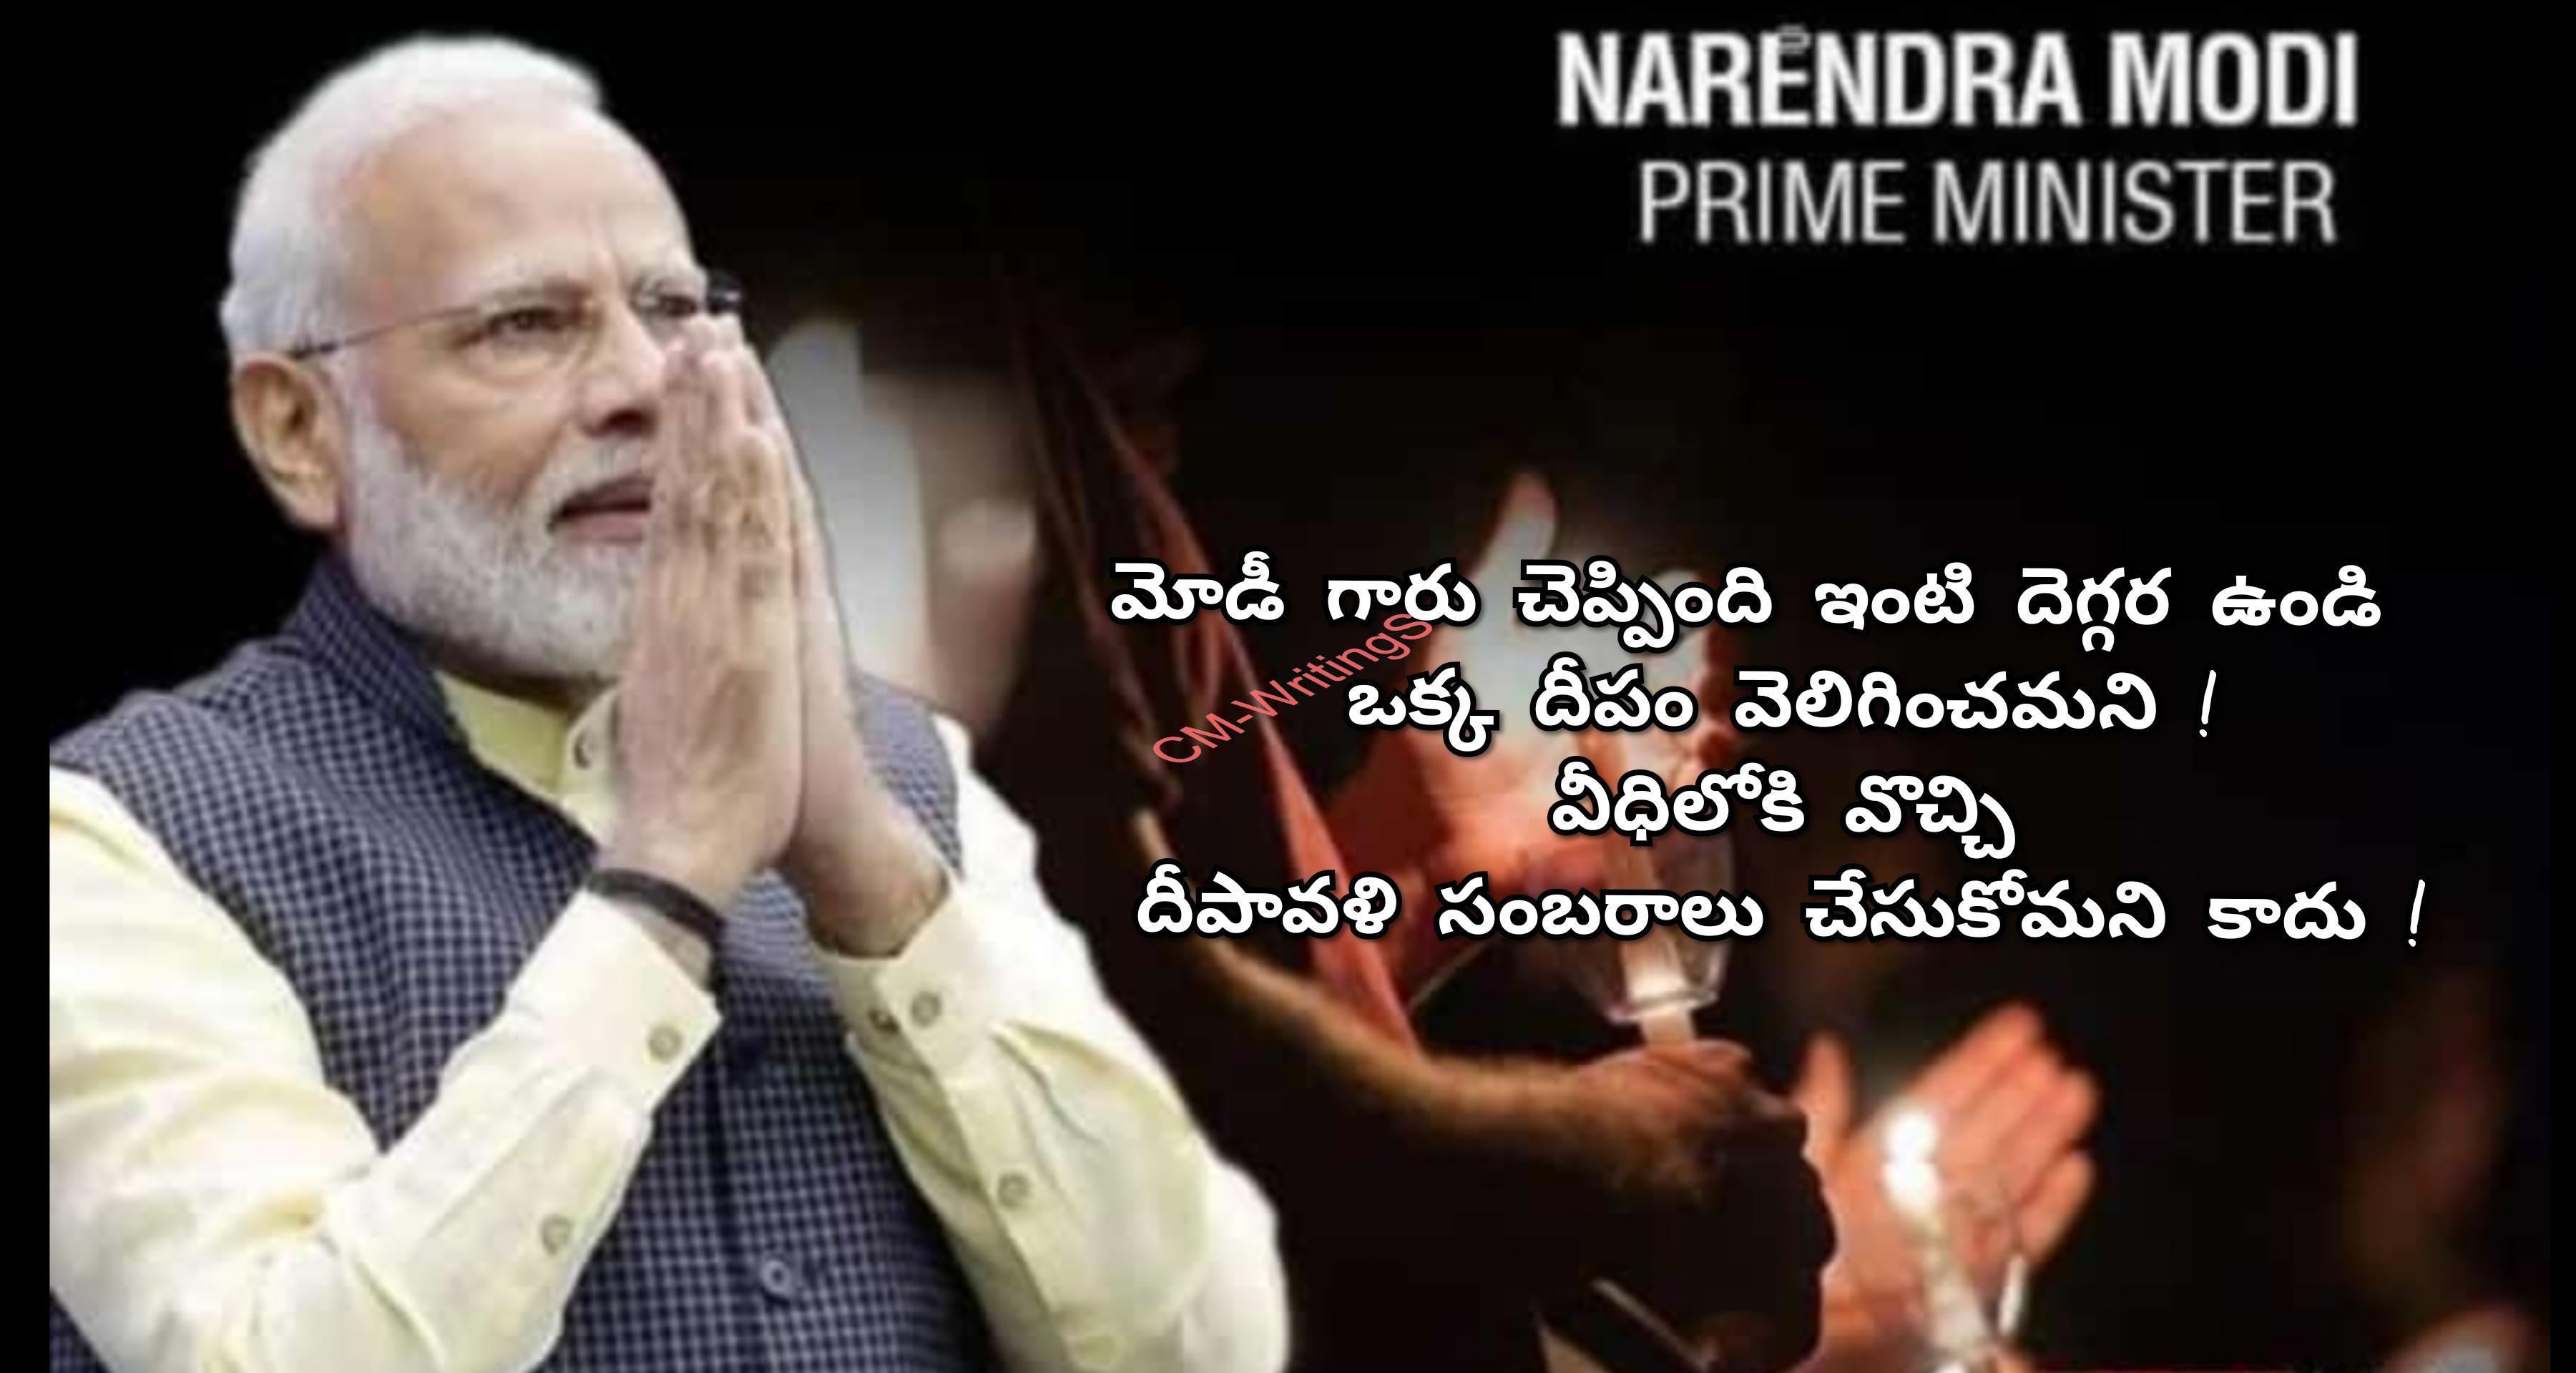 NARENDRA MODI
PRIME MINISTER
మోడీ గారు చెప్పింది ఇంటి దెగ్గర ఉండి
ఒక్క దీపం వెలిగించమని !
వీధిలోకి వొచ్చి
దీపావళి సంబరాలు చేసుకోమని కాదు !
CM-WritingS